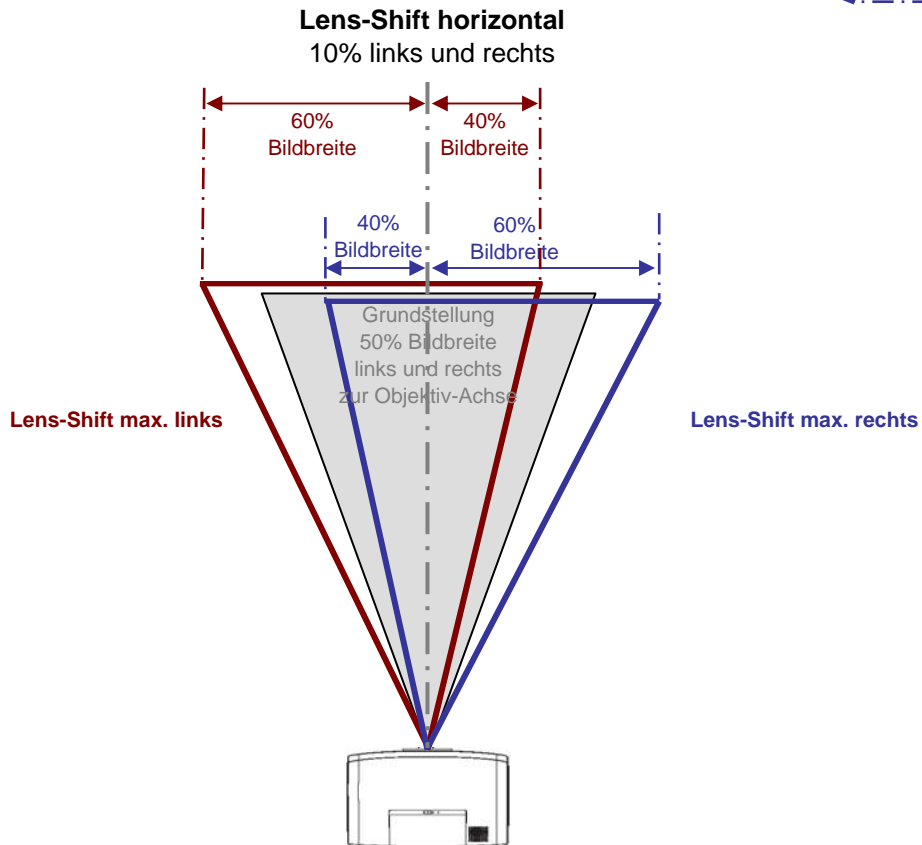 Lens-Shift horizontal
10% links und rechts
60%
Bildbreite
40%
Bildbreite
40%
Bildbreite
60%
Bildbreite
Grundstellung
50% Bildbreite
links und rechts
zur Objektiv-Achse
Lens-Shift max. links
Lens-Shift max. rechts